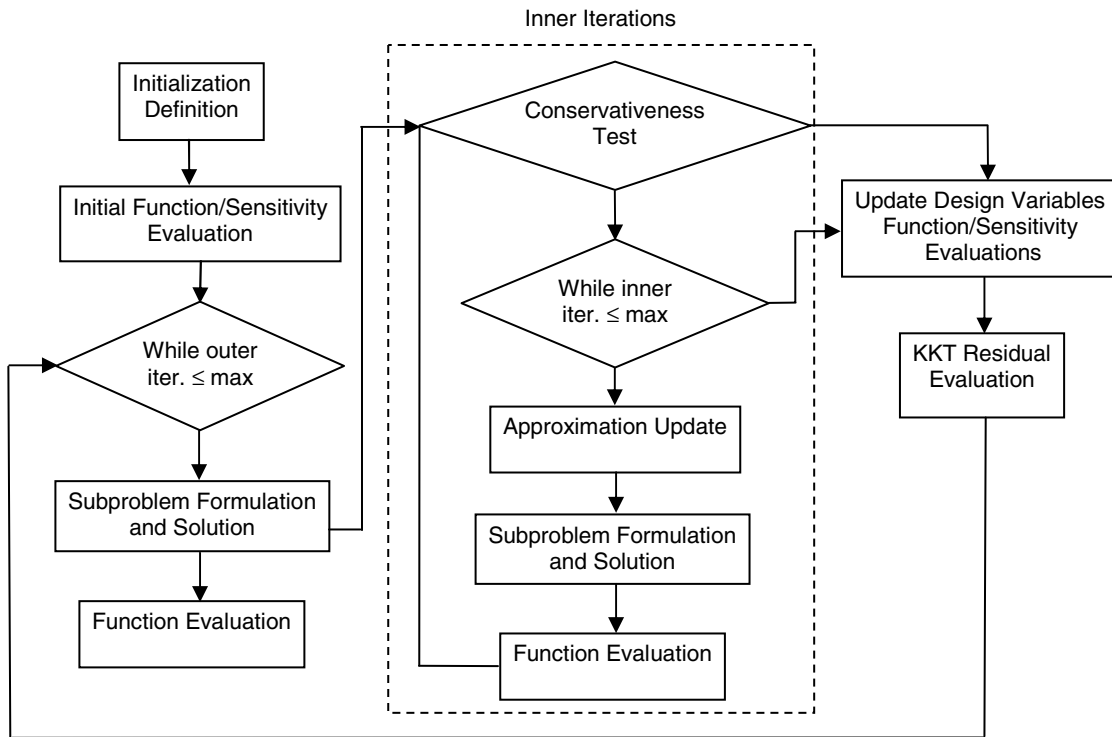 Inner Iterations
Initialization
Definition
Initial Function/Sensitivity
Evaluation
While outer
iter. ≤ max
Subproblem Formulation
and Solution
Function Evaluation
Conservativeness
Test
While inner
iter. ≤ max
Approximation Update
Subproblem Formulation
and Solution
Function Evaluation
Update Design Variables
Function/Sensitivity
Evaluations
KKT Residual
Evaluation